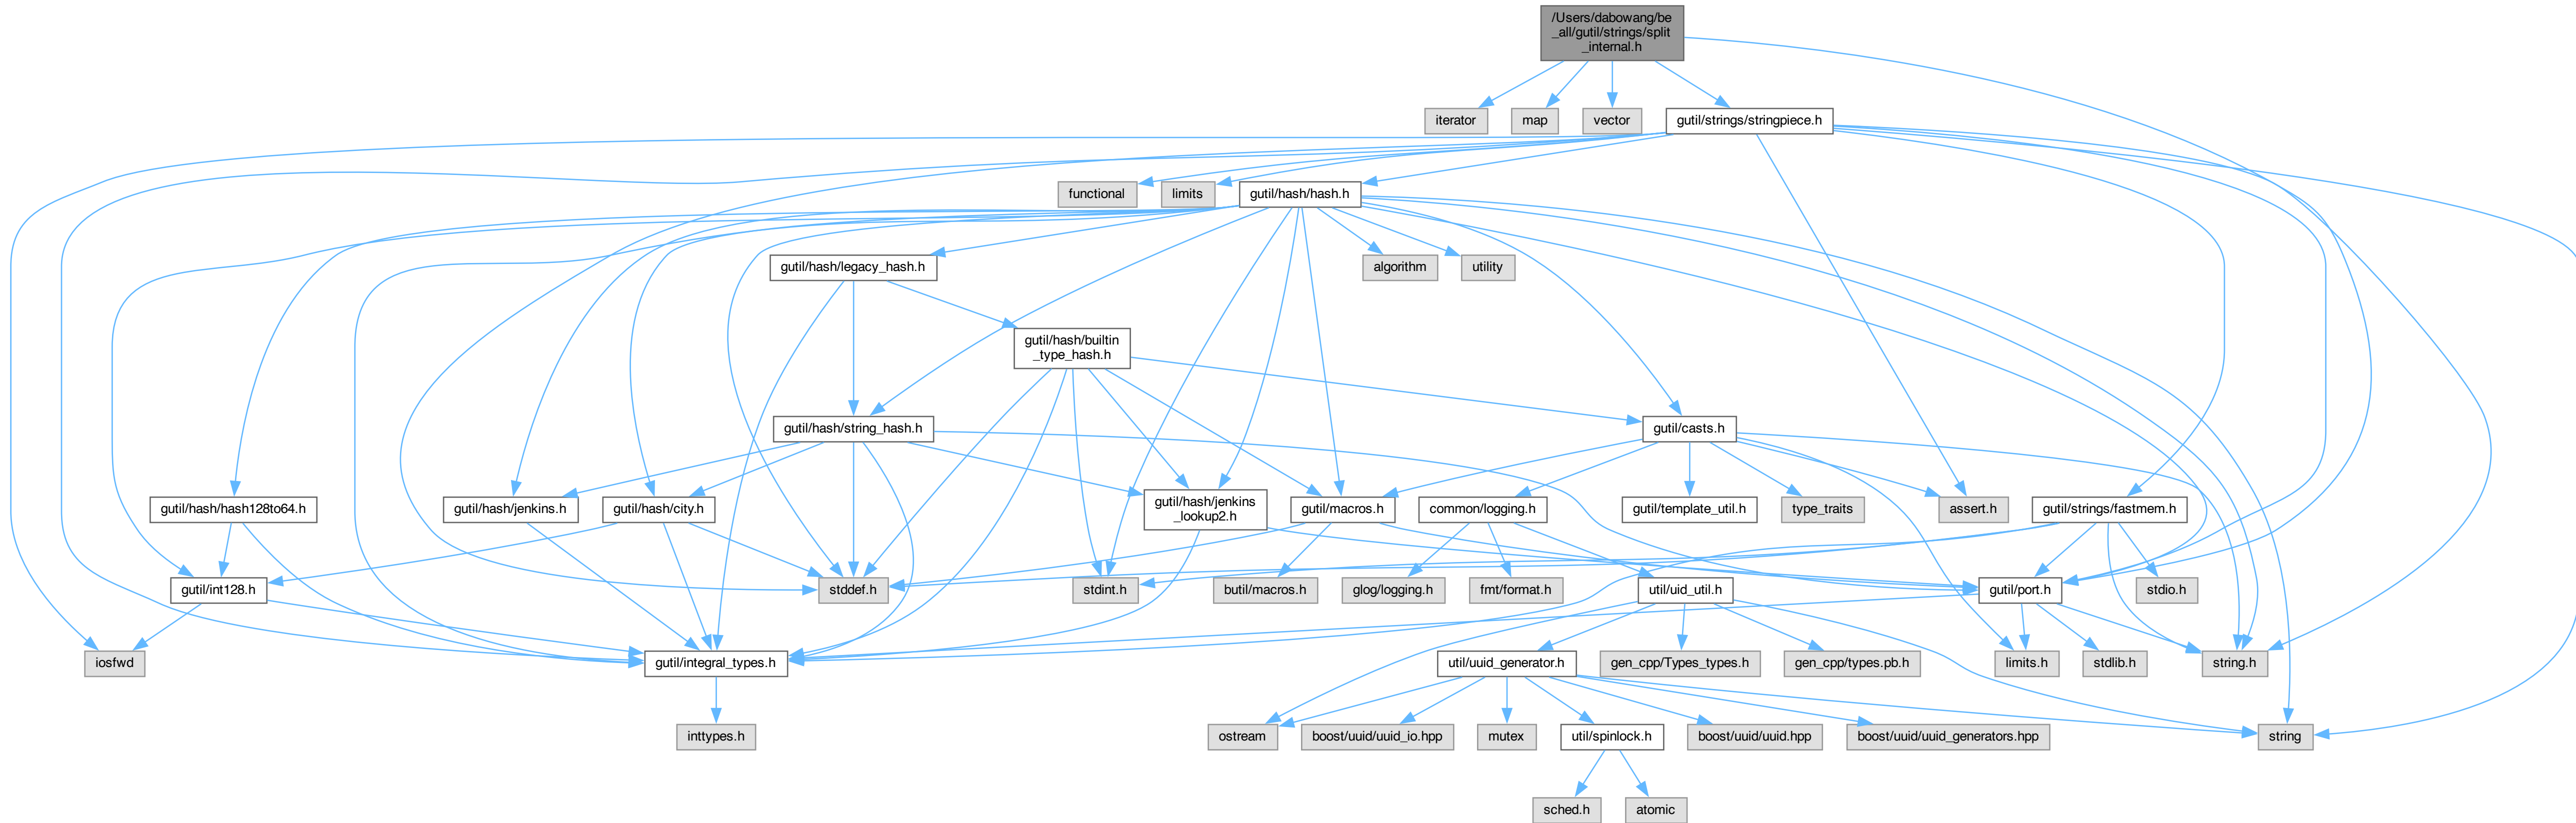 /Users/dabowang/be
_all/gutil/strings/split
_internal.h
iterator
map
vector
gutil/strings/stringpiece.h
functional
limits
gutil/hash/hash.h
gutil/hash/legacy_hash.h
algorithm
utility
gutil/hash/builtin
_type_hash.h
gutil/hash/string_hash.h
gutil/casts.h
gutil/hash/hash128to64.h
gutil/hash/jenkins.h
gutil/hash/city.h
gutil/hash/jenkins
_lookup2.h
gutil/macros.h
common/logging.h
gutil/template_util.h
type_traits
assert.h
gutil/strings/fastmem.h
gutil/int128.h
stddef.h
stdint.h
butil/macros.h
glog/logging.h
fmt/format.h
util/uid_util.h
gutil/port.h
stdio.h
iosfwd
gutil/integral_types.h
util/uuid_generator.h
gen_cpp/Types_types.h
gen_cpp/types.pb.h
limits.h
stdlib.h
string.h
inttypes.h
ostream
boost/uuid/uuid_io.hpp
mutex
util/spinlock.h
boost/uuid/uuid.hpp
boost/uuid/uuid_generators.hpp
string
sched.h
atomic